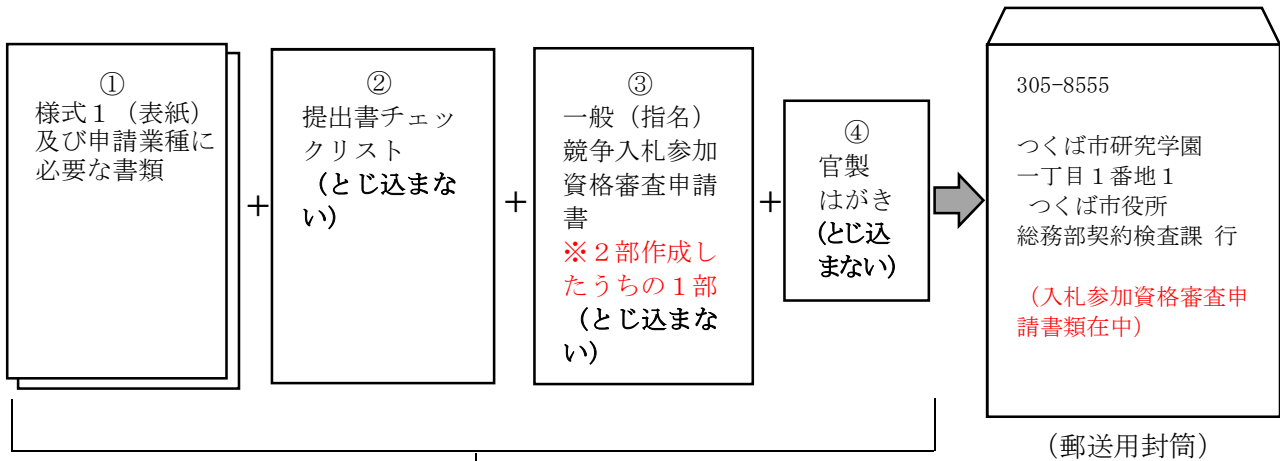 ①
様式１（表紙）
及び申請業種に
必要な書類
＋
②
提出書チェッ
クリスト
（とじ込まな
い）
＋
③
一般（指名）
競争入札参加
資格審査申請
書
※２部作成し
たうちの１部
（とじ込まな
い）
＋
④
官製
はがき
(とじ込
まない)
305-8555
つくば市研究学園
一丁目１番地１
つくば市役所
総務部契約検査課 行
（入札参加資格審査申
請書類在中）
（郵送用封筒）